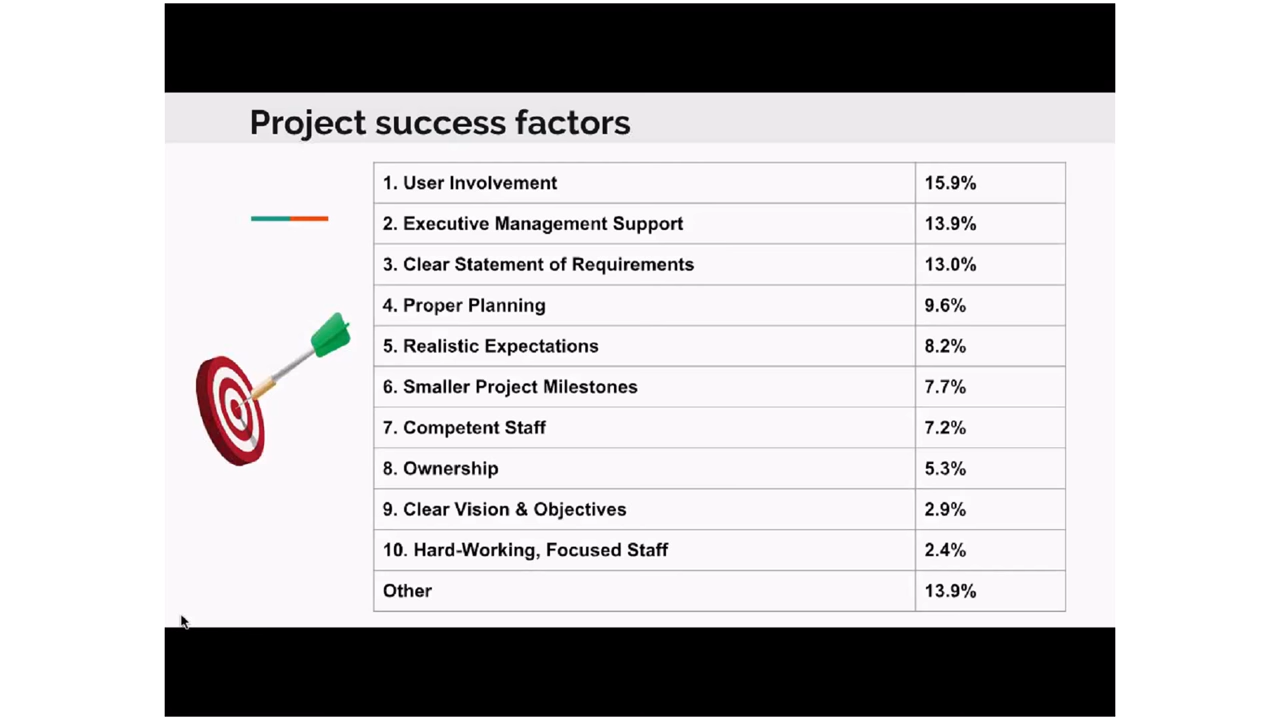 Project success factors
1. User Involvement 15.9%
2. Executive Management Support 13.9%
3. Clear Statement of Requirements 13.0%
4. Proper Planning 9.6%
5. Realistic Expectations 8.2%
6. Smaller Project Milestones 7.7%
7. Competent Staff 7.2%
8. Ownership 5.3%
9. Clear Vision & Objectives 2.9%
10. Hard-Working, Focused Staff 2.4%
Other 13.9%